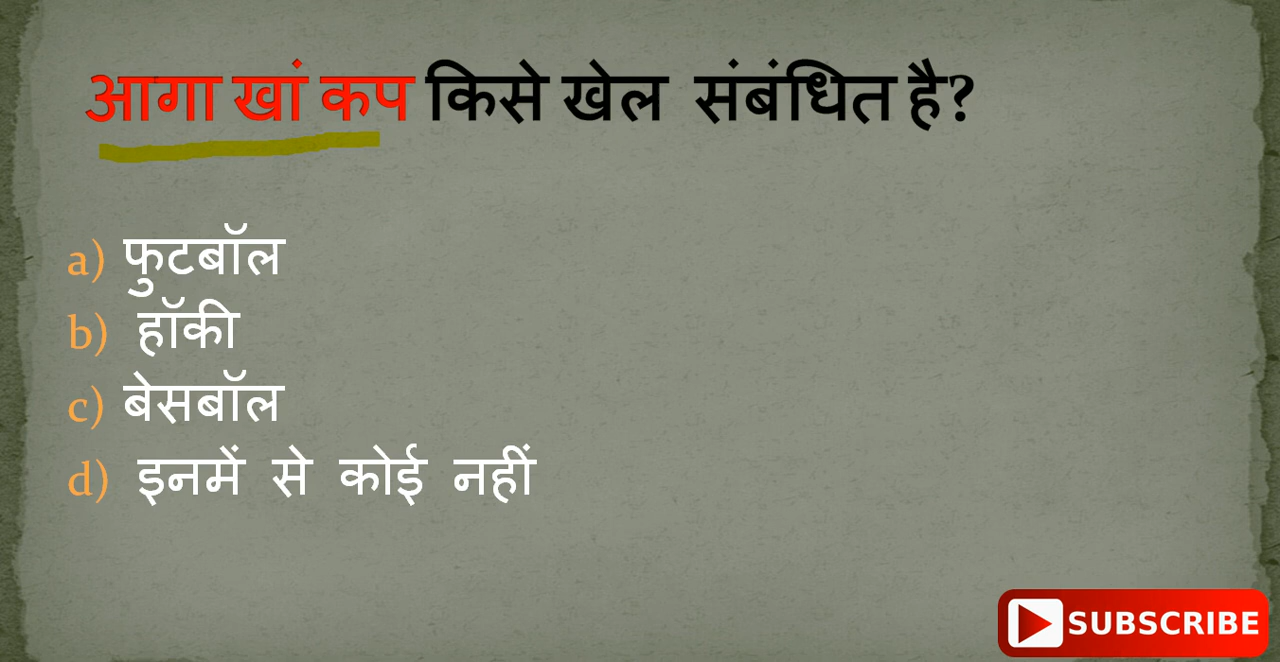 आगा खां कप किसे खेल संबंधित है?
a) फुटबॉल
b) हॉकी
c) बेसबॉल
d) इनमें से कोई नहीं
SUBSCRIBE